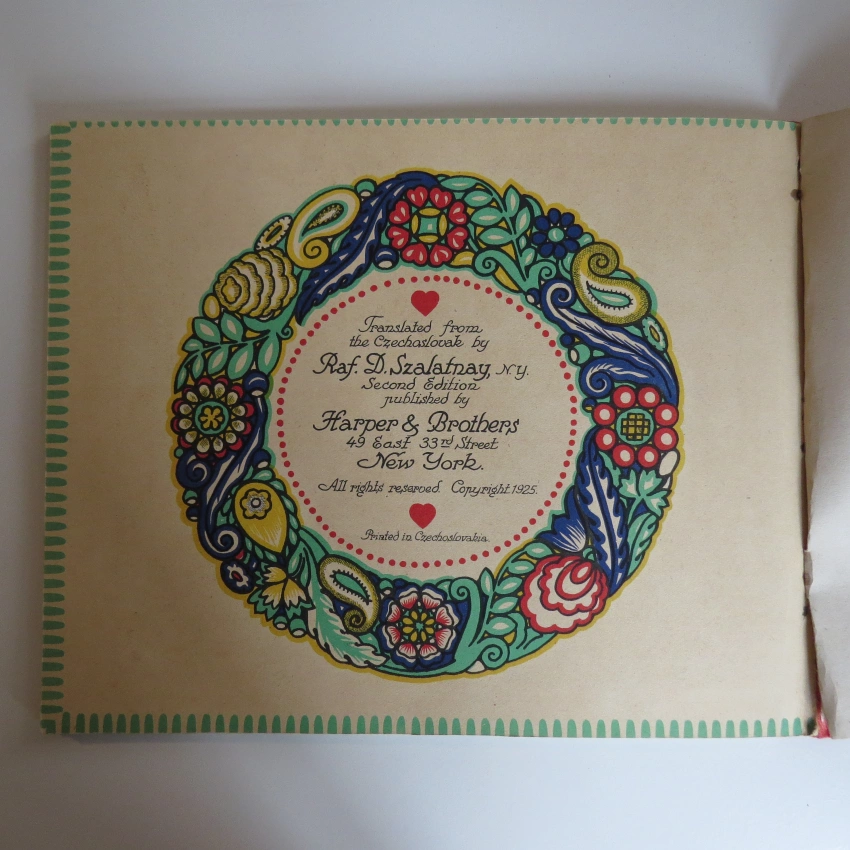 Translated from
the Czechoslovak by
Raf. D. Szalatnay, N.Y.
Second Edition
published by
Harper & Brothers
49 East 33rd Street
New York.
All rights reserved. Copyright 1925.
Printed in Czechoslovakia.